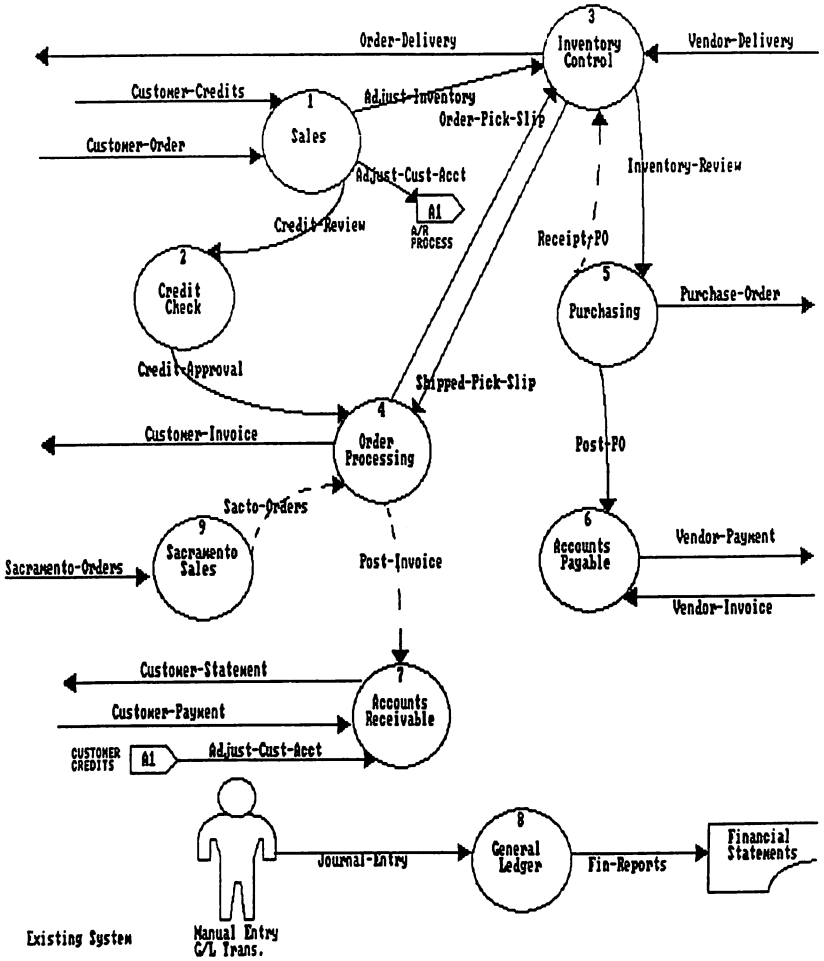 3
Order-Delivery
Inventory
Control
Vendor-Delivery
Customer-Credits
1
Adjust-Inventory
Order-Pick-Slip
Sales
Customer-Order
Adjust-Cust-Acct
Inventory-Review
A1
A/R
PROCESS
Credit-Review
Receipt-PO
2
Credit
Check
5
Purchasing
Purchase-Order
Credit-Approval
Shipped-Pick-Slip
4
Order
Processing
Customer-Invoice
Post-PO
Sacto-Orders
9
Sacramento
Sales
Sacramento-Orders
Post-Invoice
6
Accounts
Payable
Vendor-Payment
Vendor-Invoice
Customer-Statement
7
Accounts
Receivable
Customer-Payment
CUSTOMER
CREDITS
A1
Adjust-Cust-Acct
8
General
Ledger
Journal-Entry
Fin-Reports
Financial
Statements
Existing System
Manual Entry
G/L Trans.